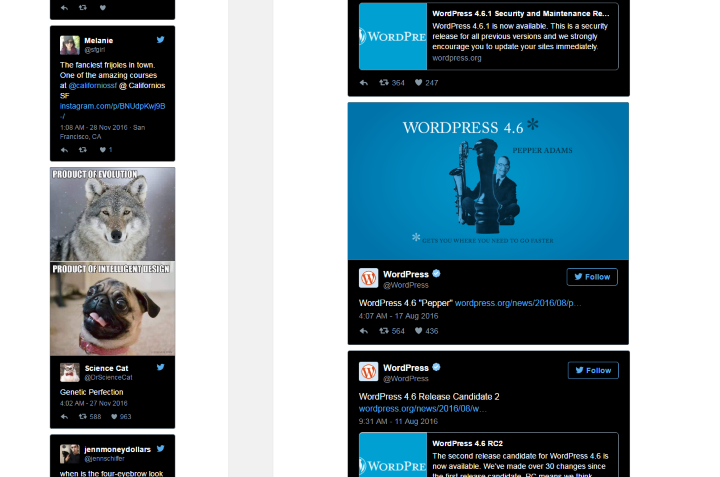 Melanie
@sfgirl
The fanciest frijoles in town.
One of the amazing courses
at @californiossf @ Californios
SF
instagram.com/p/BNUdpKwj9B
-/
1:08 AM - 28 Nov 2016 · San
Francisco, CA
1
PRODUCT OF EVOLUTION
PRODUCT OF INTELLIGENT DESIGN
Science Cat
@DrScienceCat
Genetic Perfection
4:02 AM - 27 Nov 2016
588 963
jennmoneydollars
@jennschiffer
when is the four-eyebrow look
WordPress 4.6.1 Security and Maintenance Re...
WordPress 4.6.1 is now available. This is a security
release for all previous versions and we strongly
encourage you to update your sites immediately.
wordpress.org
WORDPRE
364 247
WORDPRESS 4.6*
PEPPER ADAMS
* GETS YOU WHERE YOU NEED TO GO FASTER
WordPress
@WordPress
Follow
WordPress 4.6 "Pepper" wordpress.org/news/2016/08/p…
4:07 AM - 17 Aug 2016
564 436
WordPress
@WordPress
Follow
WordPress 4.6 Release Candidate 2
wordpress.org/news/2016/08/w…
9:31 AM - 11 Aug 2016
WordPress 4.6 RC2
The second release candidate for WordPress 4.6 is
now available. We've made over 30 changes since
the first release candidate. RC means we think
WORDPRE